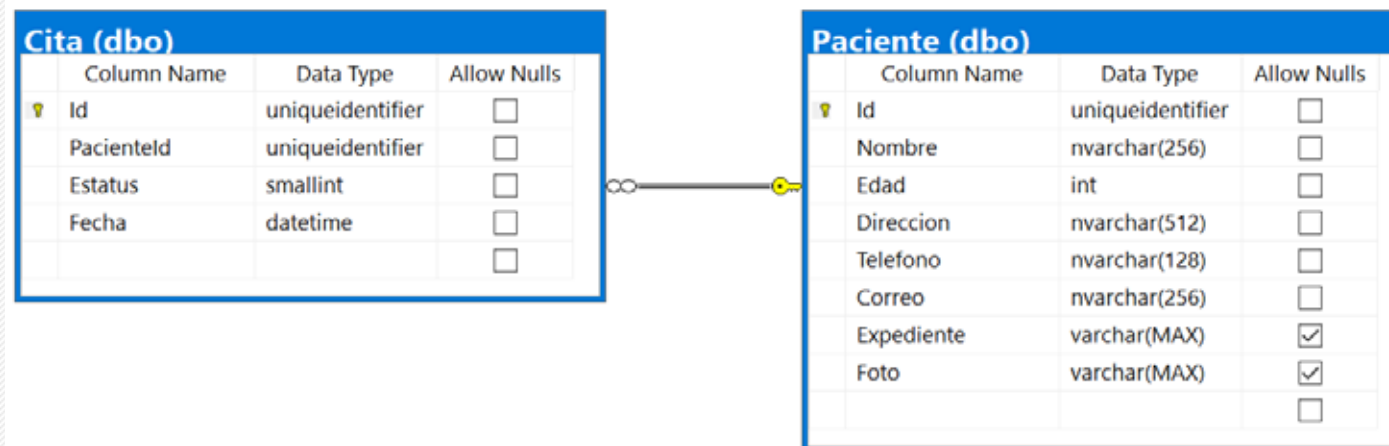 Cita (dbo)
Column Name Data Type Allow Nulls
Id uniqueidentifier
PacienteId uniqueidentifier
Estatus smallint
Fecha datetime
Paciente (dbo)
Column Name Data Type Allow Nulls
Id uniqueidentifier
Nombre nvarchar(256)
Edad int
Direccion nvarchar(512)
Telefono nvarchar(128)
Correo nvarchar(256)
Expediente varchar(MAX)
Foto varchar(MAX)